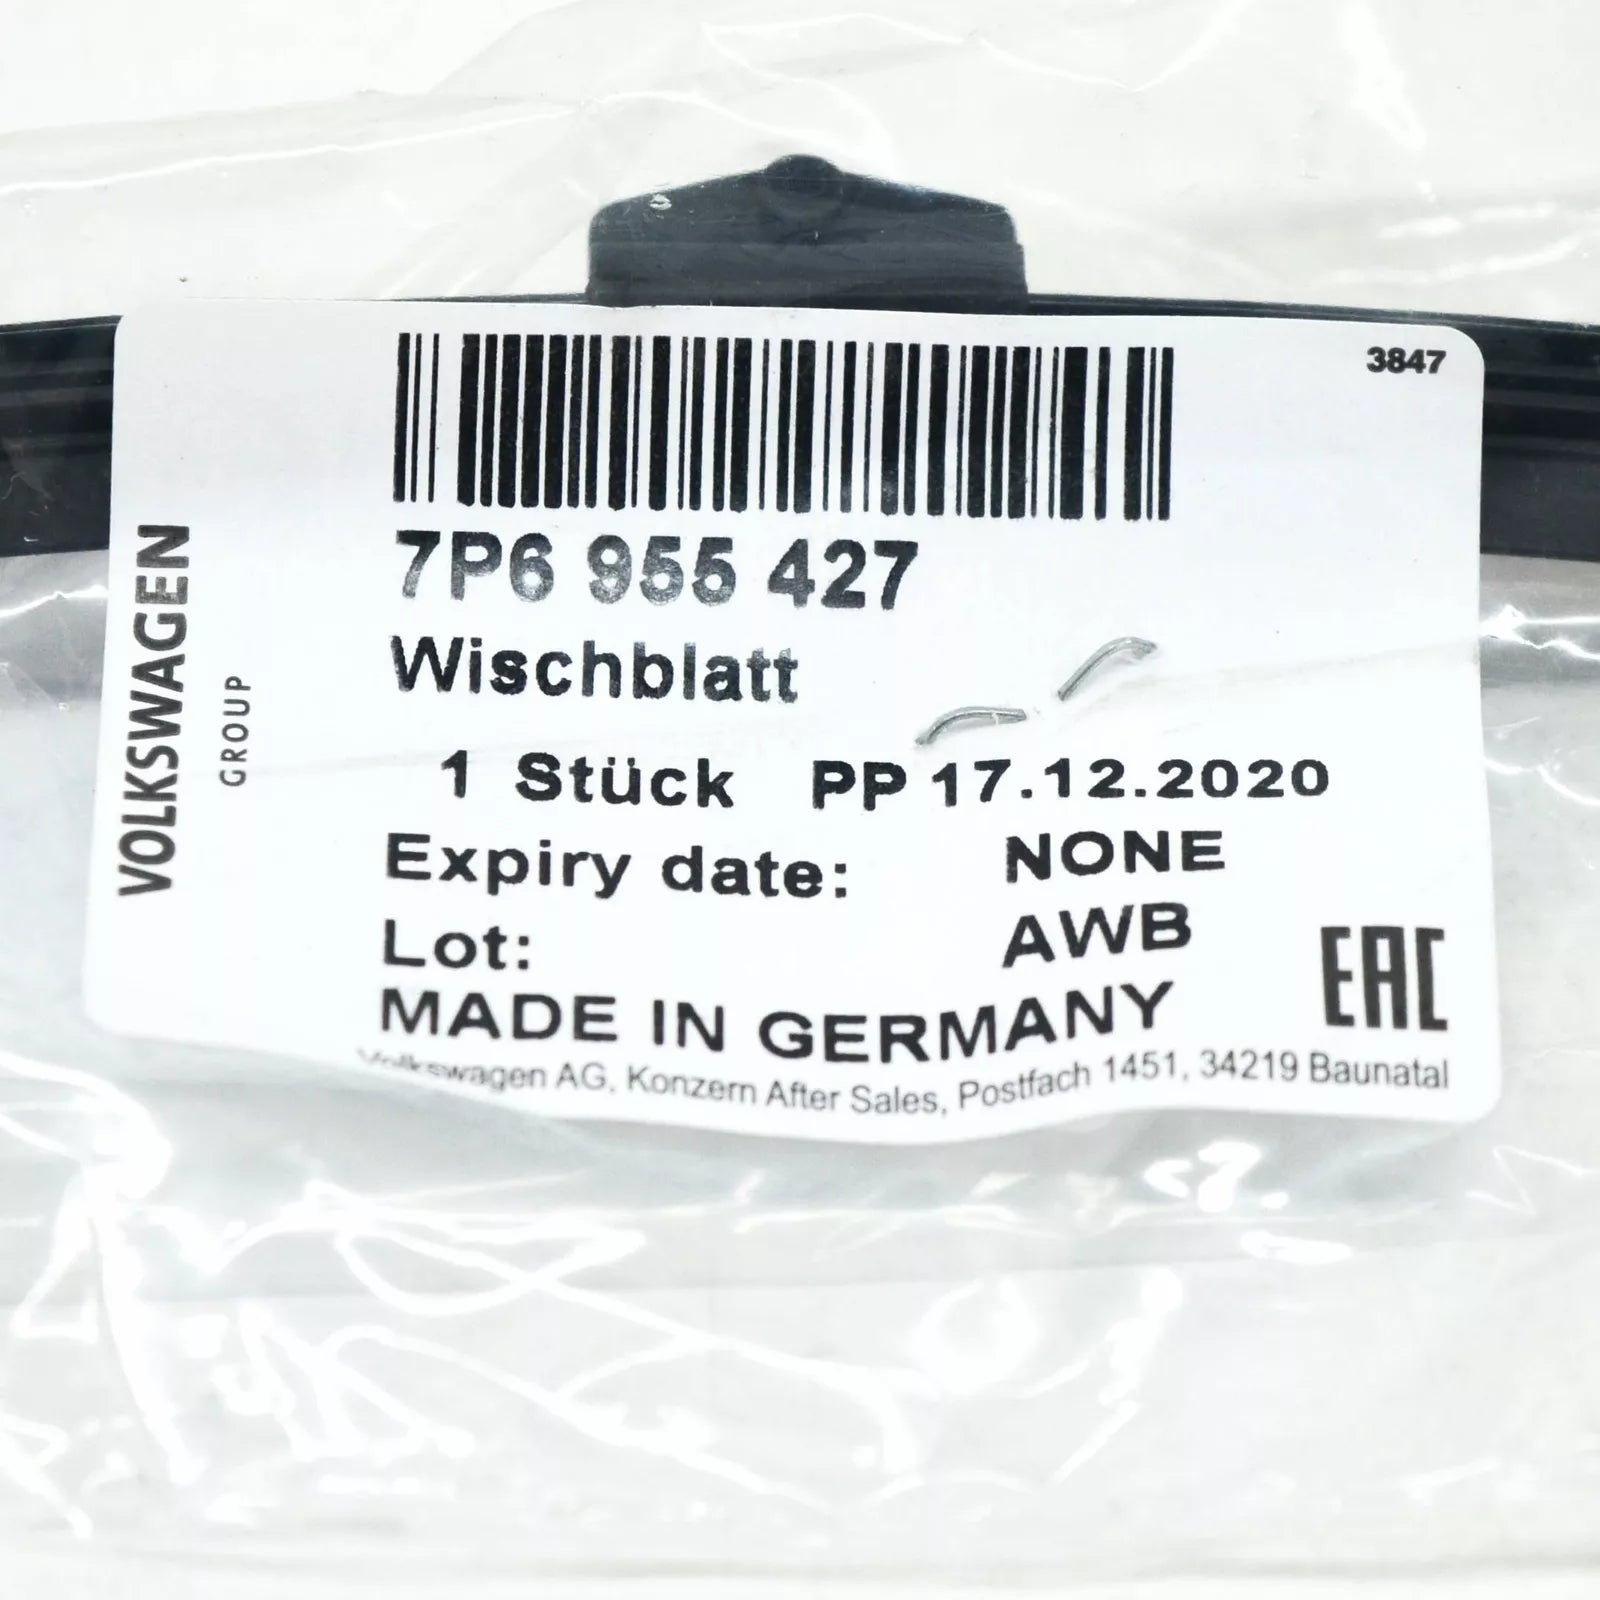 3847
7P6 955 427
Wischblatt
1 Stück PP 17.12.2020
Expiry date: NONE
Lot: AWB
MADE IN GERMANY
EAC
Volkswagen AG, Konzern After Sales, Postfach 1451, 34219 Baunatal
VOLKSWAGEN
GROUP